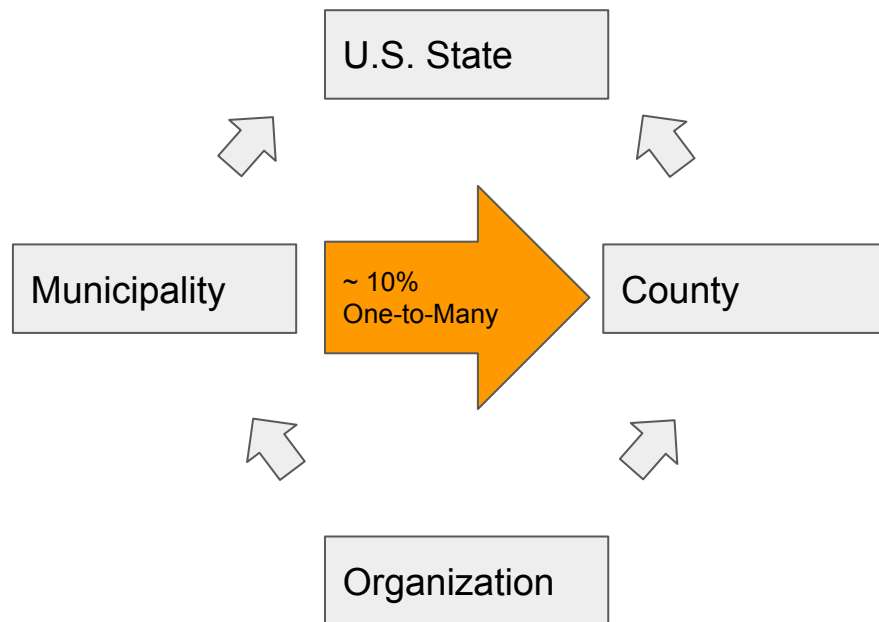 U.S. State
Municipality
~ 10%
One-to-Many
County
Organization